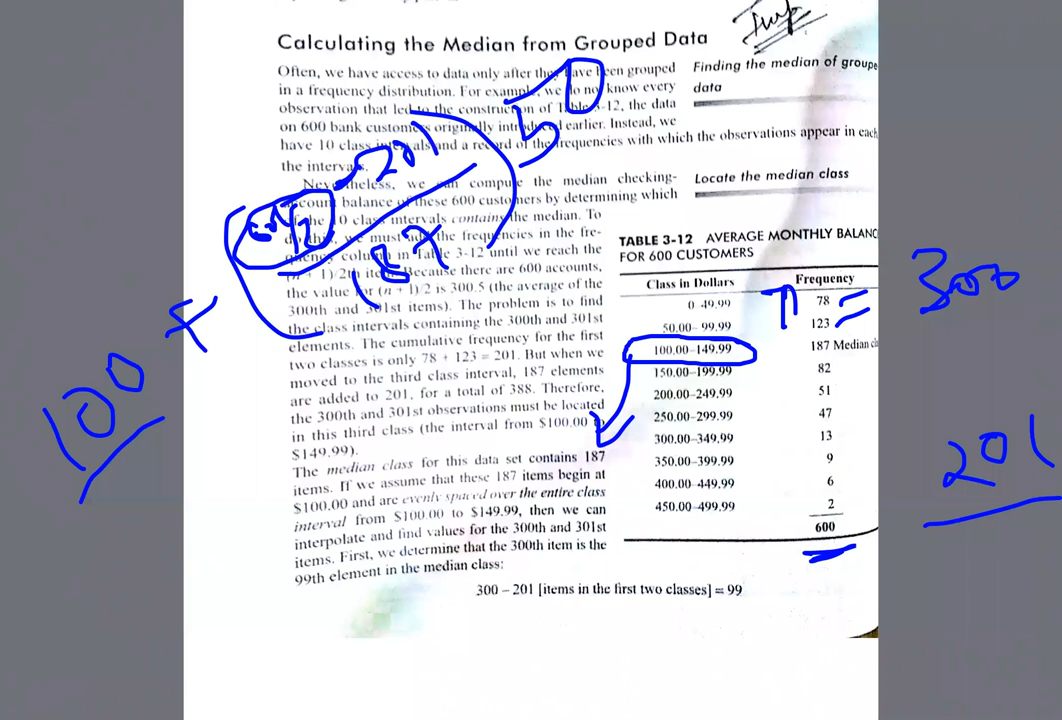 Calculating the Median from Grouped Data
Often, we have access to data only after they have been grouped
in a frequency distribution. For example, we do not know every
observation that led to the construction of Table 3-12, the data
on 600 bank customers originally introduced earlier. Instead, we
have 10 class intervals and a record of the frequencies with which the observations appear in each
the interval.
Finding the median of groupe
data
Nevertheless, we can compute the median checking-
account balance of these 600 customers by determining which
of the 10 class intervals contains the median. To
do this, we must add the frequencies in the fre-
quency column in Table 3-12 until we reach the
(n + 1)/2th item. Because there are 600 accounts,
the value for (n + 1)/2 is 300.5 (the average of the
300th and 301st items). The problem is to find
the class intervals containing the 300th and 301st
elements. The cumulative frequency for the first
two classes is only 78 + 123 = 201. But when we
moved to the third class interval, 187 elements
are added to 201, for a total of 388. Therefore,
the 300th and 301st observations must be located
in this third class (the interval from $100.00 to
$149.99).
The median class for this data set contains 187
items. If we assume that these 187 items begin at
$100.00 and are evenly spaced over the entire class
interval from $100.00 to $149.99, then we can
interpolate and find values for the 300th and 301st
items. First, we determine that the 300th item is the
99th element in the median class:
300 – 201 [items in the first two classes] = 99
Locate the median class
TABLE 3-12 AVERAGE MONTHLY BALANC
FOR 600 CUSTOMERS
Class in Dollars Frequency
0–49.99 78
50.00–99.99 123
100.00–149.99 187 Median cl
150.00–199.99 82
200.00–249.99 51
250.00–299.99 47
300.00–349.99 13
350.00–399.99 9
400.00–449.99 6
450.00–499.99 2
600
100 +
201
187
50
300
201